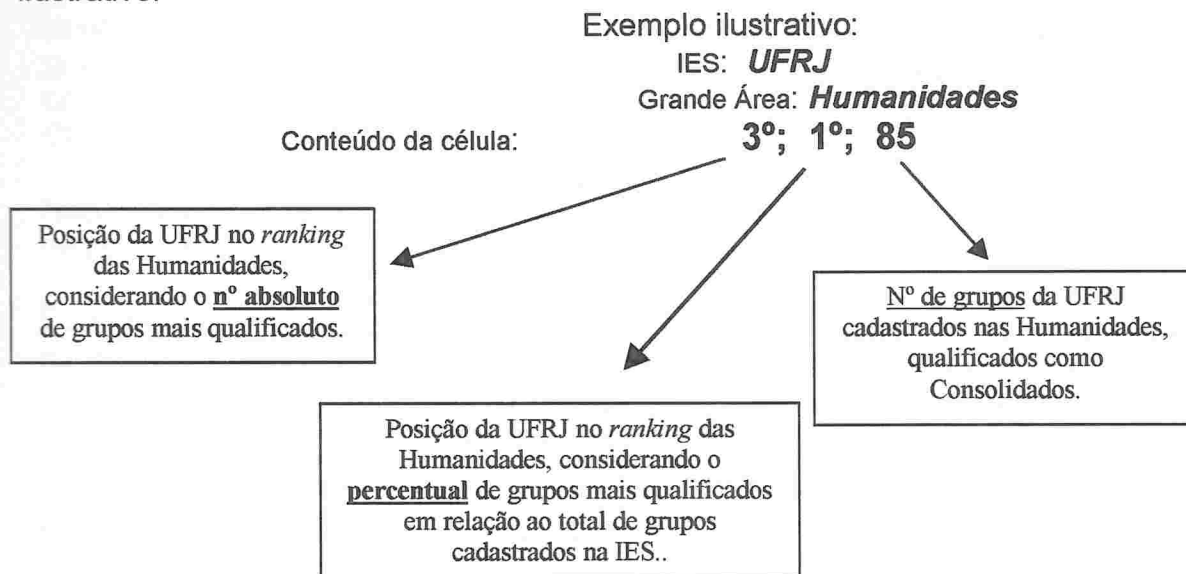 Exemplo ilustrativo:
IES: UFRJ
Grande Área: Humanidades
Conteúdo da célula: 3º; 1º; 85
Posição da UFRJ no ranking
das Humanidades,
considerando o nº absoluto
de grupos mais qualificados.
Nº de grupos da UFRJ
cadastrados nas Humanidades,
qualificados como
Consolidados.
Posição da UFRJ no ranking das
Humanidades, considerando o
percentual de grupos mais qualificados
em relação ao total de grupos
cadastrados na IES..